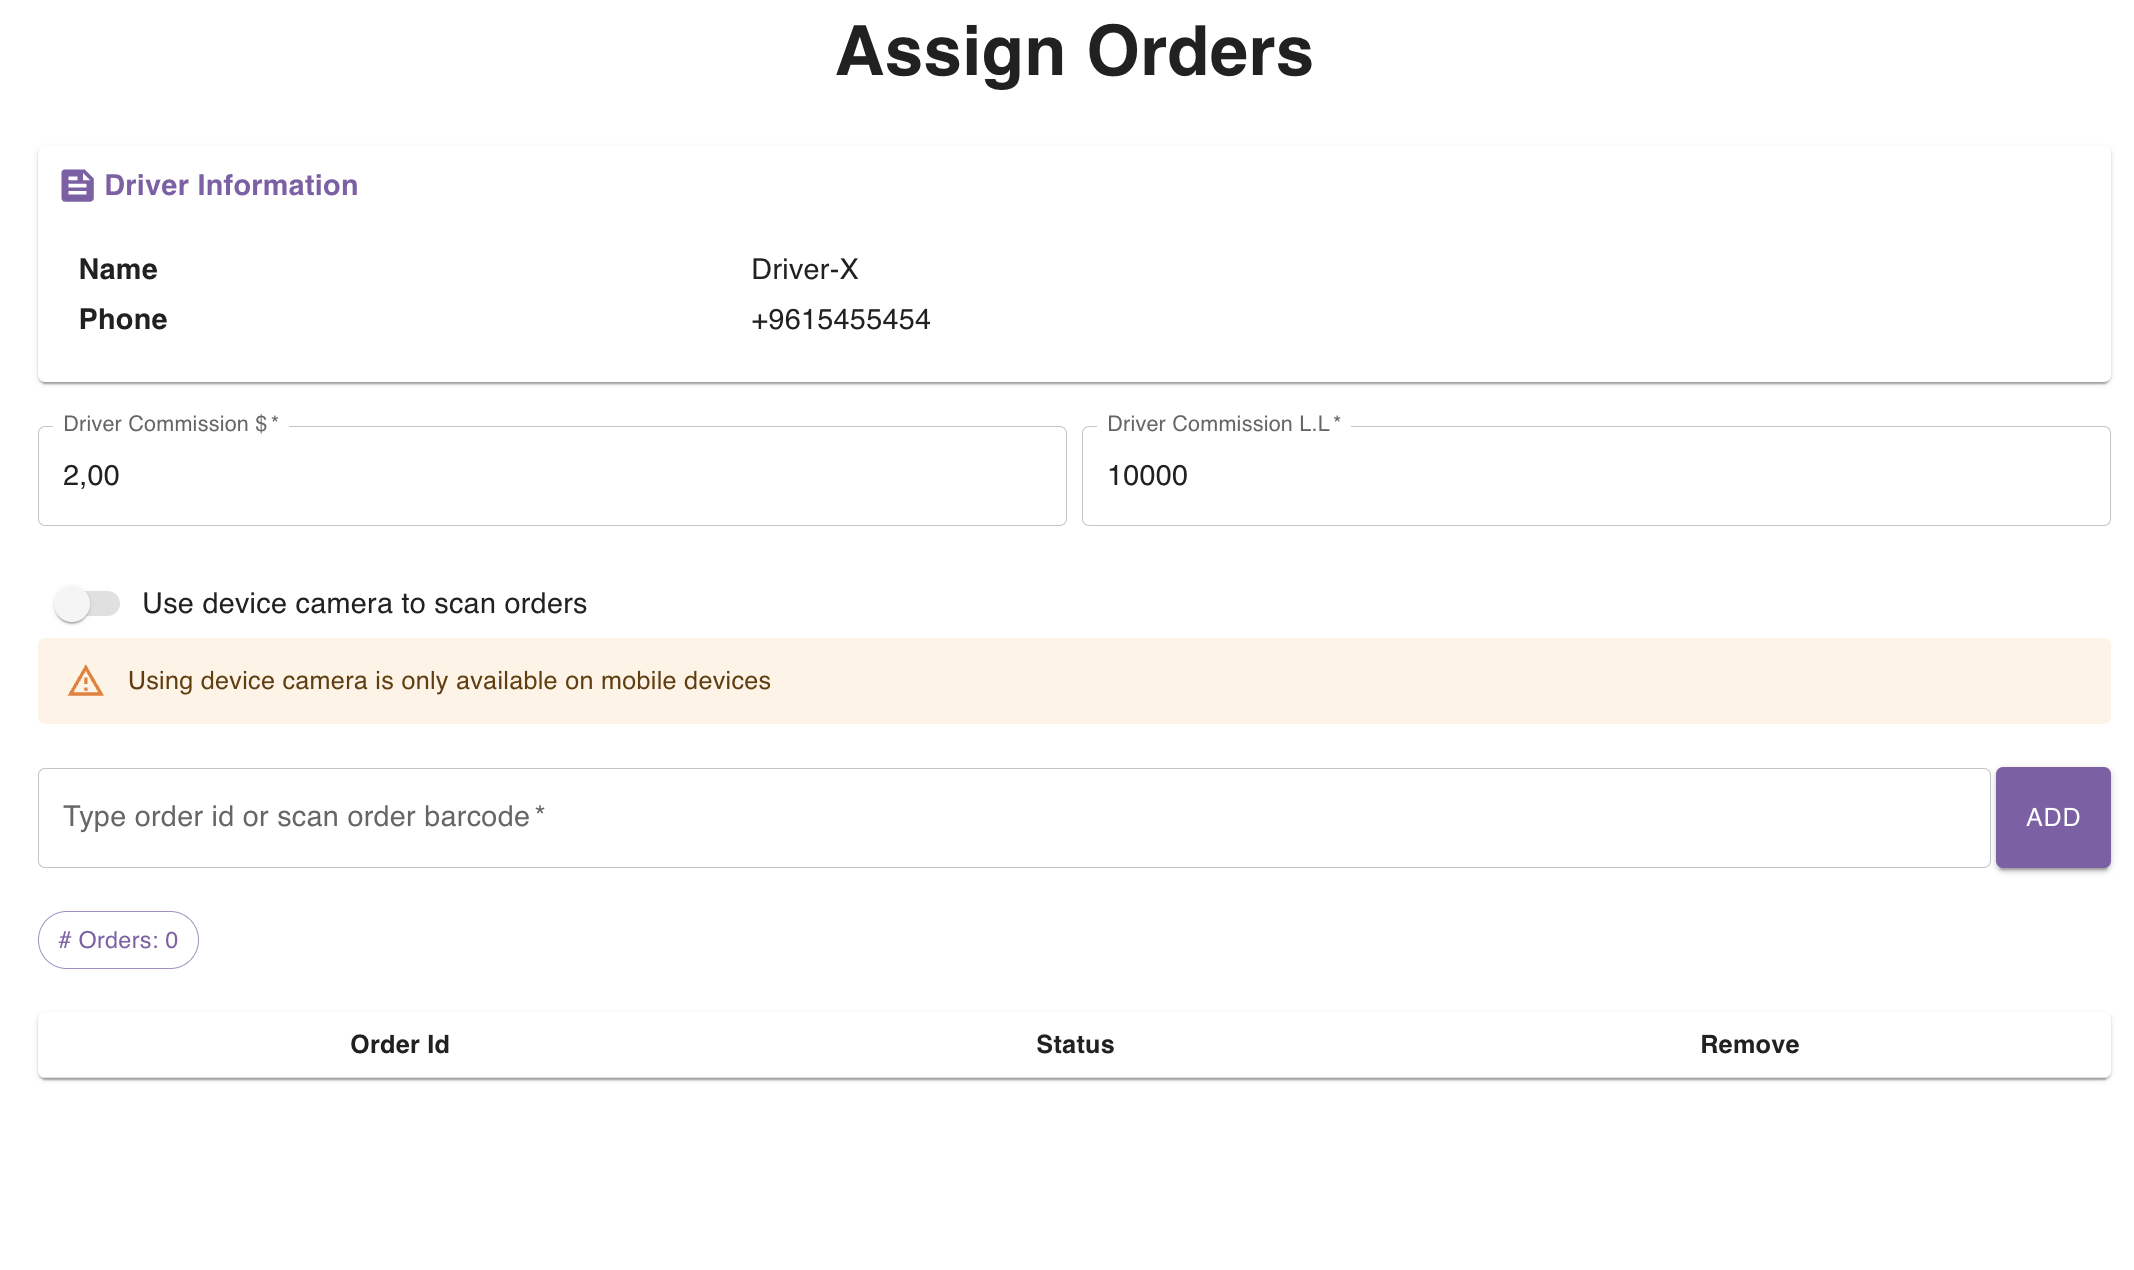 Assign Orders
Driver Information
Name Driver-X
Phone +9615455454
Driver Commission $ * Driver Commission L.L *
2,00 10000
Use device camera to scan orders
Using device camera is only available on mobile devices
Type order id or scan order barcode * ADD
# Orders: 0
Order Id Status Remove